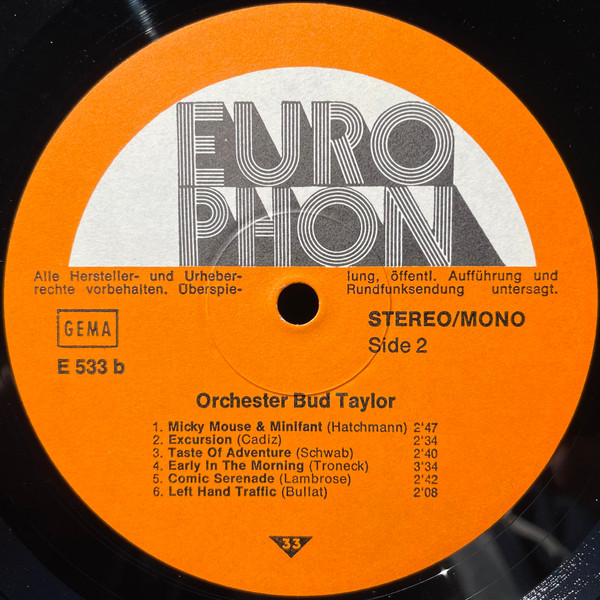 EURO
PHON
Alle Hersteller- und Urheber-
rechte vorbehalten. Überspie-
lung, öffentl. Aufführung und
Rundfunksendung untersagt.
GEMA
E 533 b
STEREO/MONO
Side 2
Orchester Bud Taylor
1. Micky Mouse & Minifant (Hatchmann) 2'47
2. Excursion (Cadiz) 2'34
3. Taste Of Adventure (Schwab) 2'40
4. Early In The Morning (Troneck) 3'34
5. Comic Serenade (Lambrose) 2'42
6. Left Hand Traffic (Bullat) 2'08
33